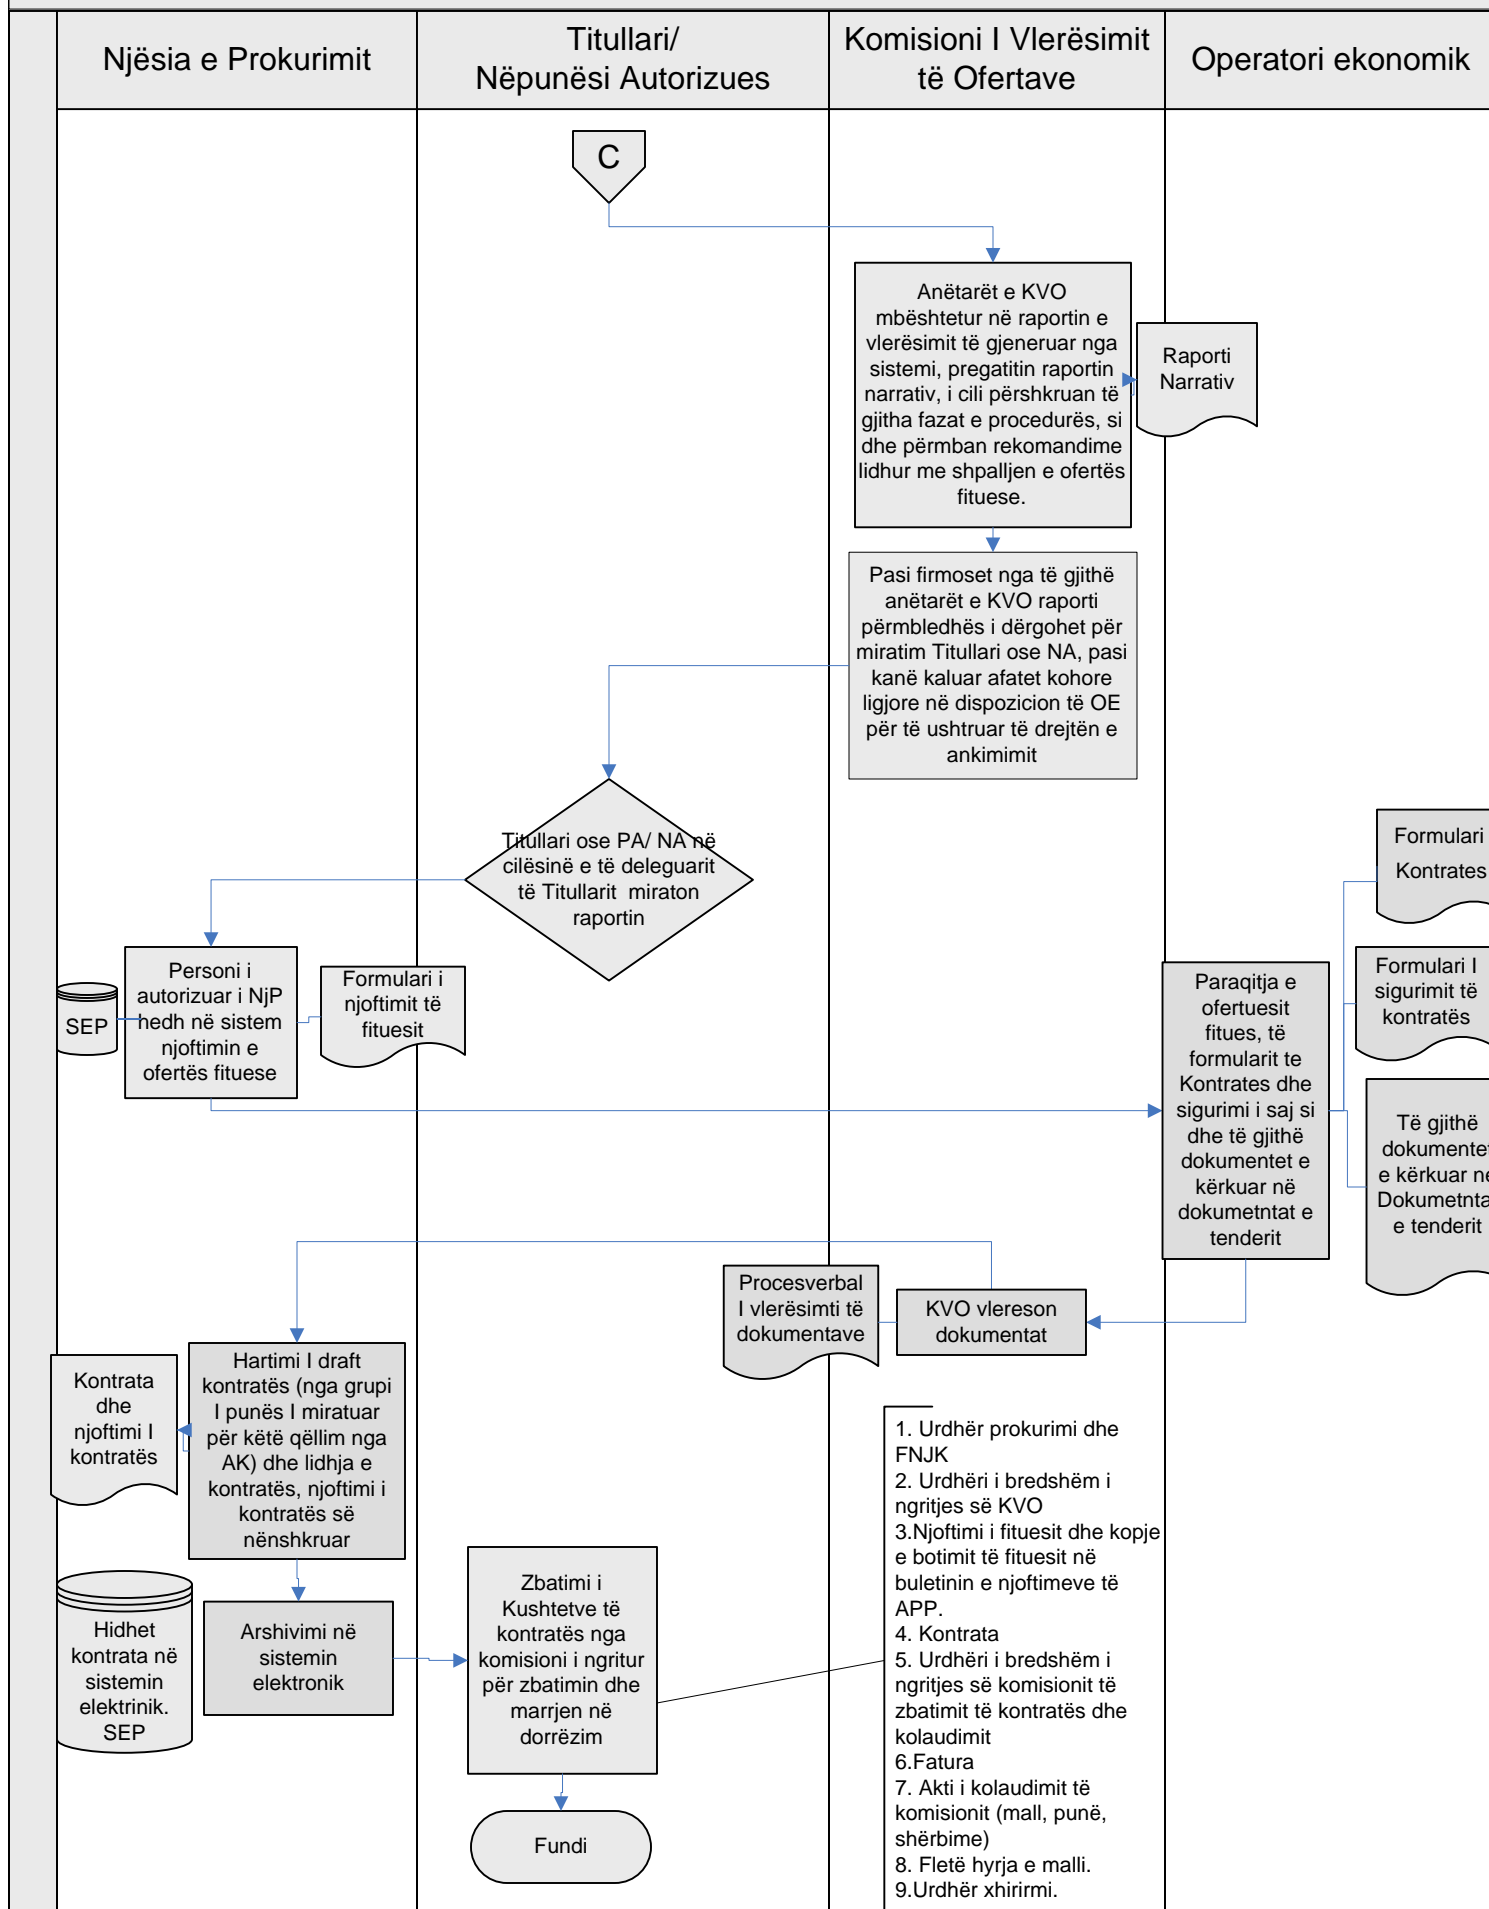 Njësia e Prokurimit
Titullari/
Nëpunësi Autorizues
Komisioni I Vlerësimit
të Ofertave
Operatori ekonomik
C
Anëtarët e KVO
mbështetur në raportin e
vlerësimit të gjeneruar nga
sistemi, pregatitin raportin
narrativ, i cili përshkruan të
gjitha fazat e procedurës, si
dhe përmban rekomandime
lidhur me shpalljen e ofertës
fituese.
Raporti
Narrativ
Pasi firmoset nga të gjithë
anëtarët e KVO raporti
përmbledhës i dërgohet për
miratim Titullari ose NA, pasi
kanë kaluar afatet kohore
ligjore në dispozicion të OE
për të ushtruar të drejtën e
ankimimit
Titullari ose PA/ NA në
cilësinë e të deleguarit
të Titullarit  miraton
raportin
Formulari
Kontrates
Personi i
autorizuar i NjP
hedh në sistem
njoftimin e
ofertës fituese
SEP
Formulari i
njoftimit të
fituesit
Paraqitja e
ofertuesit
fitues, të
formularit te
Kontrates dhe
sigurimi i saj si
dhe të gjithë
dokumentet e
kërkuar në
dokumetntat e
tenderit
Formulari I
sigurimit të
kontratës
Të gjithë
dokumentet
e kërkuar në
Dokumetnta
e tenderit
Procesverbal
I vlerësimti të
dokumentave
KVO vlereson
dokumentat
Kontrata
dhe
njoftimi I
kontratës
Hartimi I draft
kontratës (nga grupi
I punës I miratuar
për këtë qëllim nga
AK) dhe lidhja e
kontratës, njoftimi i
kontratës së
nënshkruar
Hidhet
kontrata në
sistemin
elektrinik.
SEP
Arshivimi në
sistemin
elektronik
Zbatimi i
Kushtetve të
kontratës nga
komisioni i ngritur
për zbatimin dhe
marrjen në
dorrëzim
Fundi
1. Urdhër prokurimi dhe
FNJK
2. Urdhëri i bredshëm i
ngritjes së KVO
3.Njoftimi i fituesit dhe kopje
e botimit të fituesit në
buletinin e njoftimeve të
APP.
4. Kontrata
5. Urdhëri i bredshëm i
ngritjes së komisionit të
zbatimit të kontratës dhe
kolaudimit
6.Fatura
7. Akti i kolaudimit të
komisionit (mall, punë,
shërbime)
8. Fletë hyrja e malli.
9.Urdhër xhirirmi.